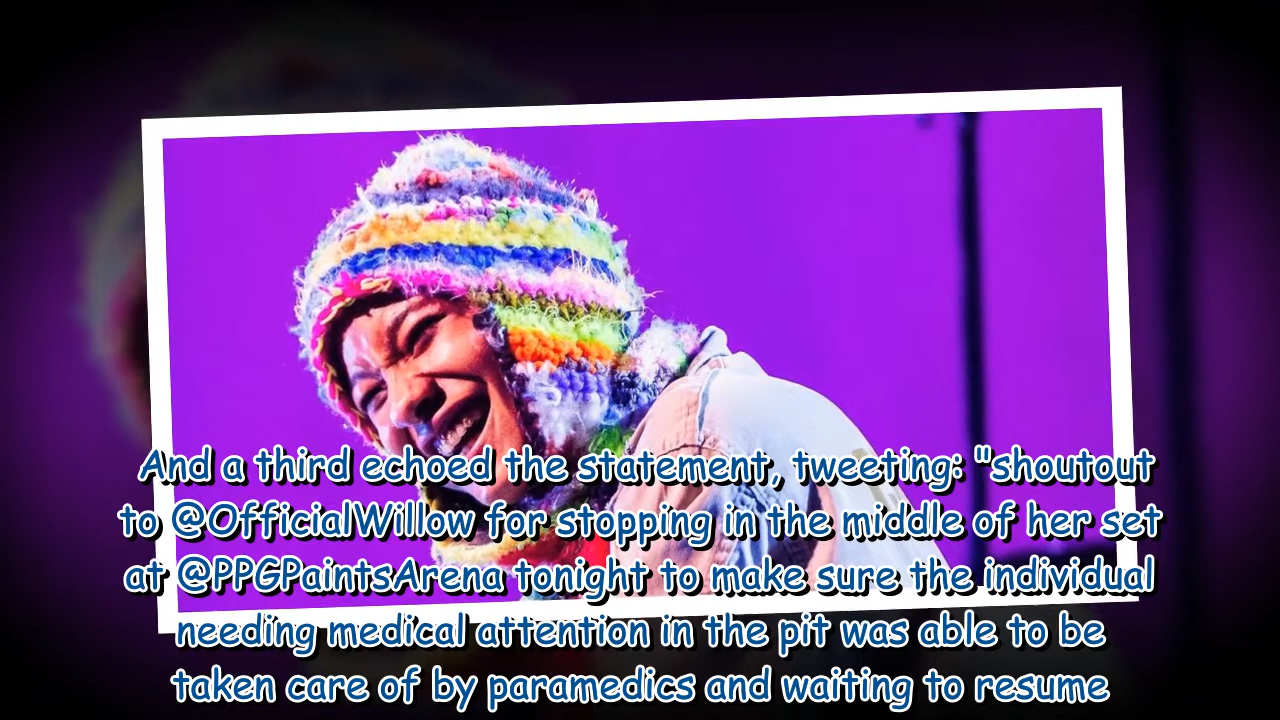 And a third echoed the statement, tweeting: "shoutout
to @OfficialWillow for stopping in the middle of her set
at @PPGPaintsArena tonight to make sure the individual
needing medical attention in the pit was able to be
taken care of by paramedics and waiting to resume